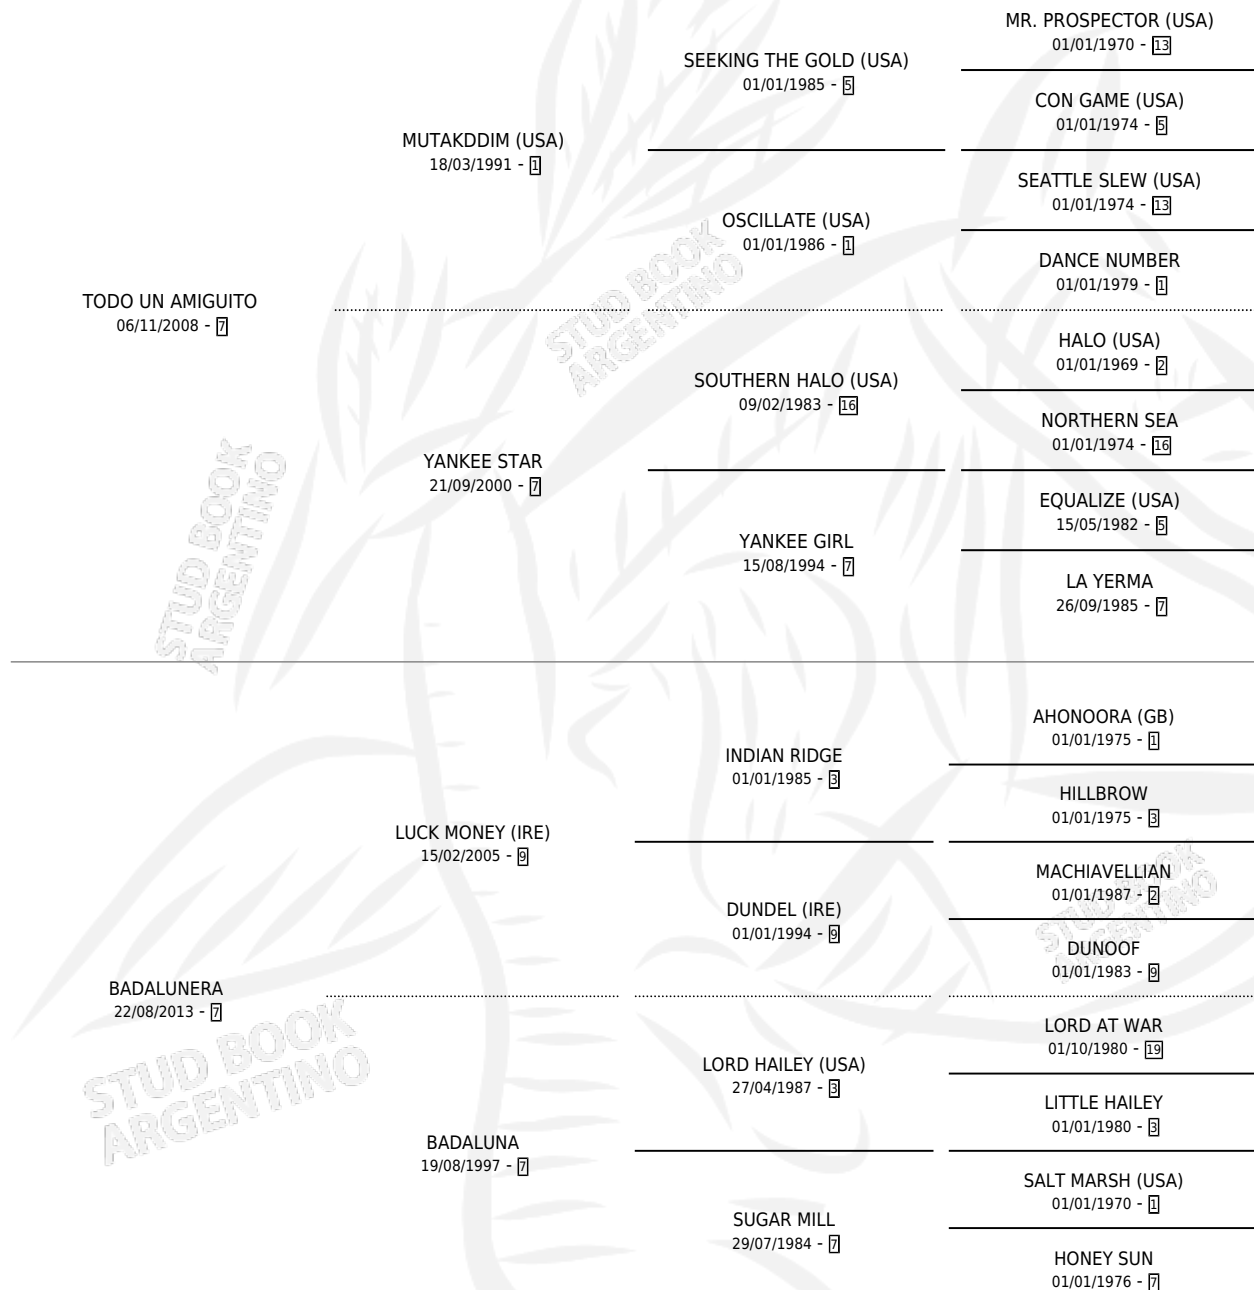 MR. PROSPECTOR (USA)
01/01/1970 - 13
SEEKING THE GOLD (USA)
01/01/1985 - 5
CON GAME (USA)
01/01/1974 - 5
MUTAKDDIM (USA)
18/03/1991 - 1
SEATTLE SLEW (USA)
01/01/1974 - 13
OSCILLATE (USA)
01/01/1986 - 1
DANCE NUMBER
01/01/1979 - 1
TODO UN AMIGUITO
06/11/2008 - 7
HALO (USA)
01/01/1969 - 2
SOUTHERN HALO (USA)
09/02/1983 - 16
NORTHERN SEA
01/01/1974 - 16
YANKEE STAR
21/09/2000 - 7
EQUALIZE (USA)
15/05/1982 - 5
YANKEE GIRL
15/08/1994 - 7
LA YERMA
26/09/1985 - 7
AHONOORA (GB)
01/01/1975 - 1
INDIAN RIDGE
01/01/1985 - 3
HILLBROW
01/01/1975 - 3
LUCK MONEY (IRE)
15/02/2005 - 9
MACHIAVELLIAN
01/01/1987 - 2
DUNDEL (IRE)
01/01/1994 - 9
DUNOOF
01/01/1983 - 9
BADALUNERA
22/08/2013 - 7
LORD AT WAR
01/10/1980 - 19
LORD HAILEY (USA)
27/04/1987 - 3
LITTLE HAILEY
01/01/1980 - 3
BADALUNA
19/08/1997 - 7
SALT MARSH (USA)
01/01/1970 - 1
SUGAR MILL
29/07/1984 - 7
HONEY SUN
01/01/1976 - 7
STUD BOOK
ARGENTINO
STUD BOOK
ARGENTINO
STUD BOOK
ARGENTINO
STUD BOOK
ARGENTINO